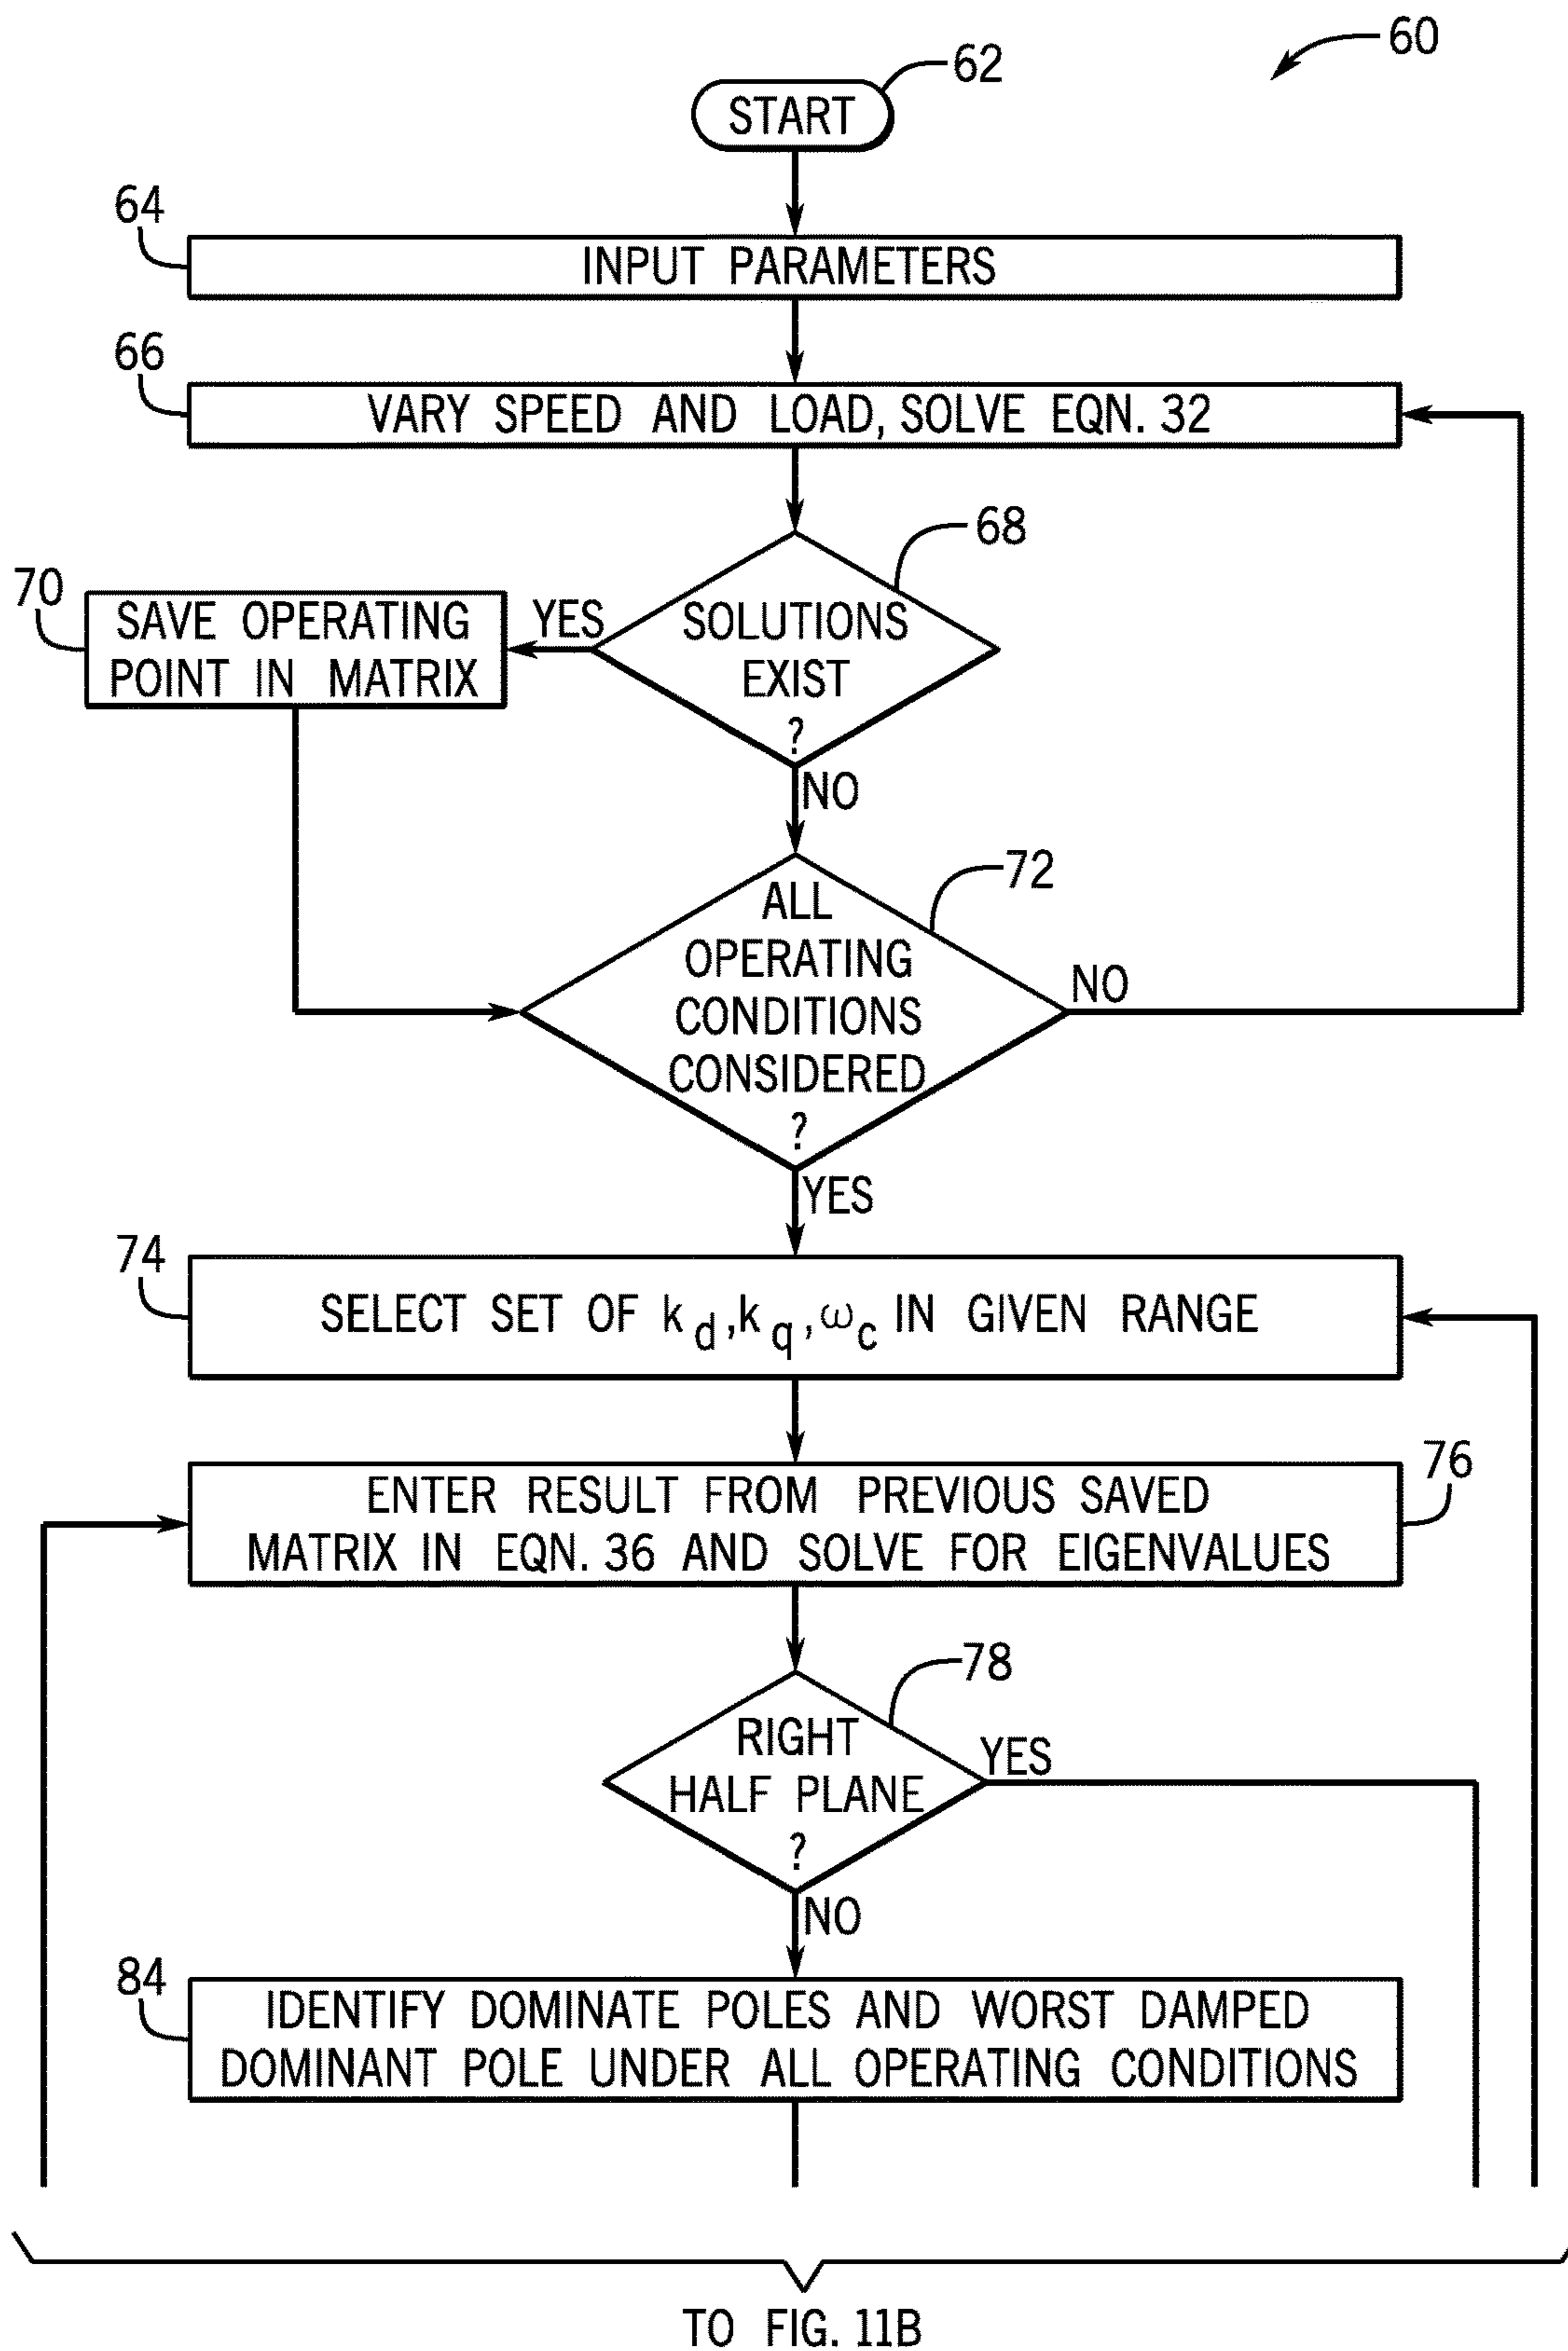 60
62
START
64
INPUT PARAMETERS
66
VARY SPEED AND LOAD, SOLVE EQN. 32
68
70
SAVE OPERATING
POINT IN MATRIX
YES
SOLUTIONS
EXIST
?
NO
72
ALL
OPERATING
CONDITIONS
CONSIDERED
?
NO
YES
74
SELECT SET OF kd,kq,ωc IN GIVEN RANGE
76
ENTER RESULT FROM PREVIOUS SAVED
MATRIX IN EQN. 36 AND SOLVE FOR EIGENVALUES
78
RIGHT
HALF PLANE
?
YES
NO
84
IDENTIFY DOMINATE POLES AND WORST DAMPED
DOMINANT POLE UNDER ALL OPERATING CONDITIONS
TO FIG. 11B